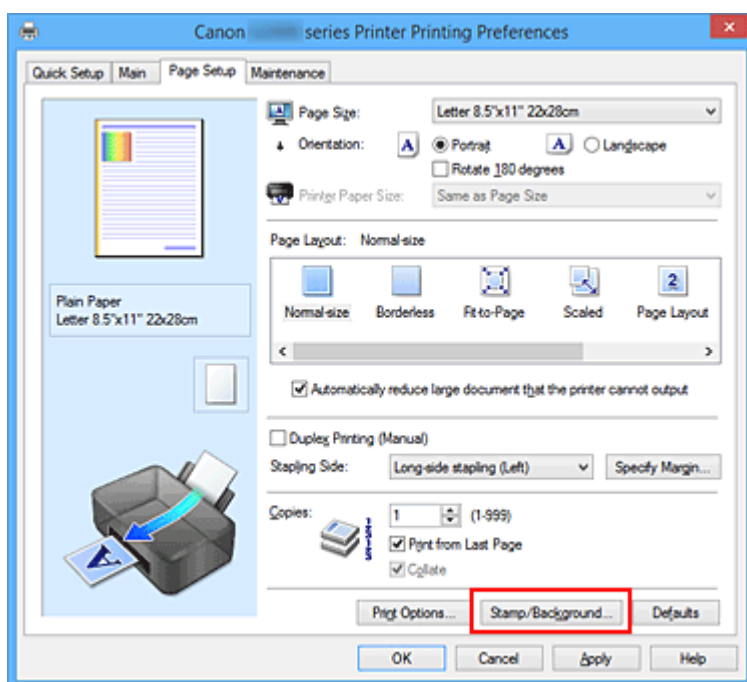 Canon series Printer Printing Preferences
Quick Setup Main Page Setup Maintenance
Page Size: Letter 8.5"x11" 22x28cm
Orientation: A Portrait A Landscape
Rotate 180 degrees
Printer Paper Size: Same as Page Size
Page Layout: Normal-size
2
Normal-size Borderless Fit-to-Page Scaled Page Layout
Plain Paper
Letter 8.5"x11" 22x28cm
Automatically reduce large document that the printer cannot output
Duplex Printing (Manual)
Stapling Side: Long-side stapling (Left) Specify Margin...
Copies: 1 (1-999)
Print from Last Page
Collate
A
Print Options... Stamp/Background... Defaults
OK Cancel Apply Help